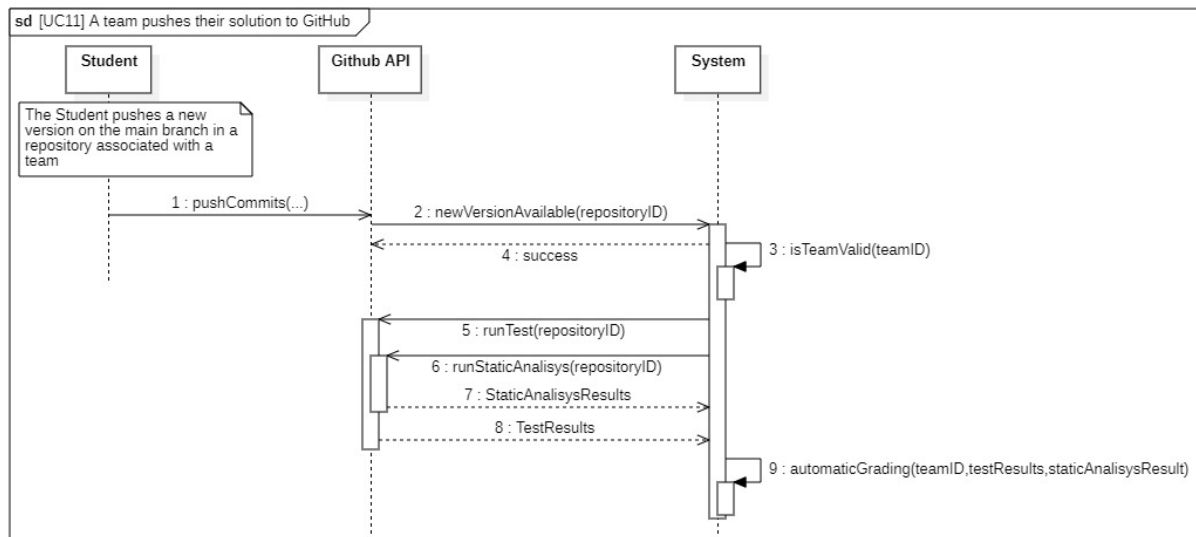 sd [UC11] A team pushes their solution to GitHub
Student
Github API
System
The Student pushes a new
version on the main branch in a
repository associated with a
team
1 : pushCommits(...)
2 : newVersionAvailable(repositoryID)
3 : isTeamValid(teamID)
4 : success
5 : runTest(repositoryID)
6 : runStaticAnalisys(repositoryID)
7 : StaticAnalisysResults
8 : TestResults
9 : automaticGrading(teamID,testResults,staticAnalisysResult)